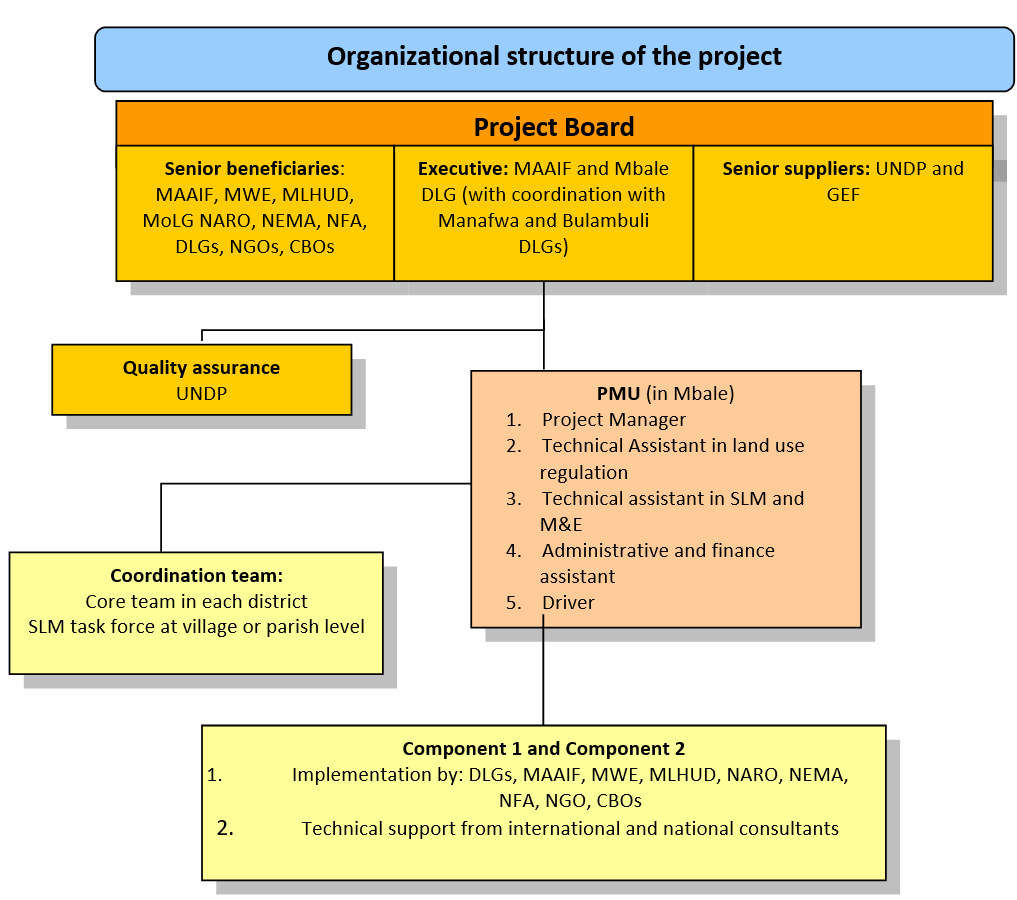 Organizational structure of the project
Project Board
Senior beneficiaries:
MAAIF, MWE, MLHUD,
MoLG NARO, NEMA, NFA,
DLGs, NGOs, CBOs
Executive: MAAIF and Mbale
DLG (with coordination with
Manafwa and Bulambuli
DLGs)
Senior suppliers: UNDP and
GEF
Quality assurance
UNDP
PMU (in Mbale)
1. Project Manager
2. Technical Assistant in land use
regulation
3. Technical assistant in SLM and
M&E
4. Administrative and finance
assistant
5. Driver
Coordination team:
Core team in each district
SLM task force at village or parish level
Component 1 and Component 2
1. Implementation by: DLGs, MAAIF, MWE, MLHUD, NARO, NEMA,
NFA, NGO, CBOs
2. Technical support from international and national consultants